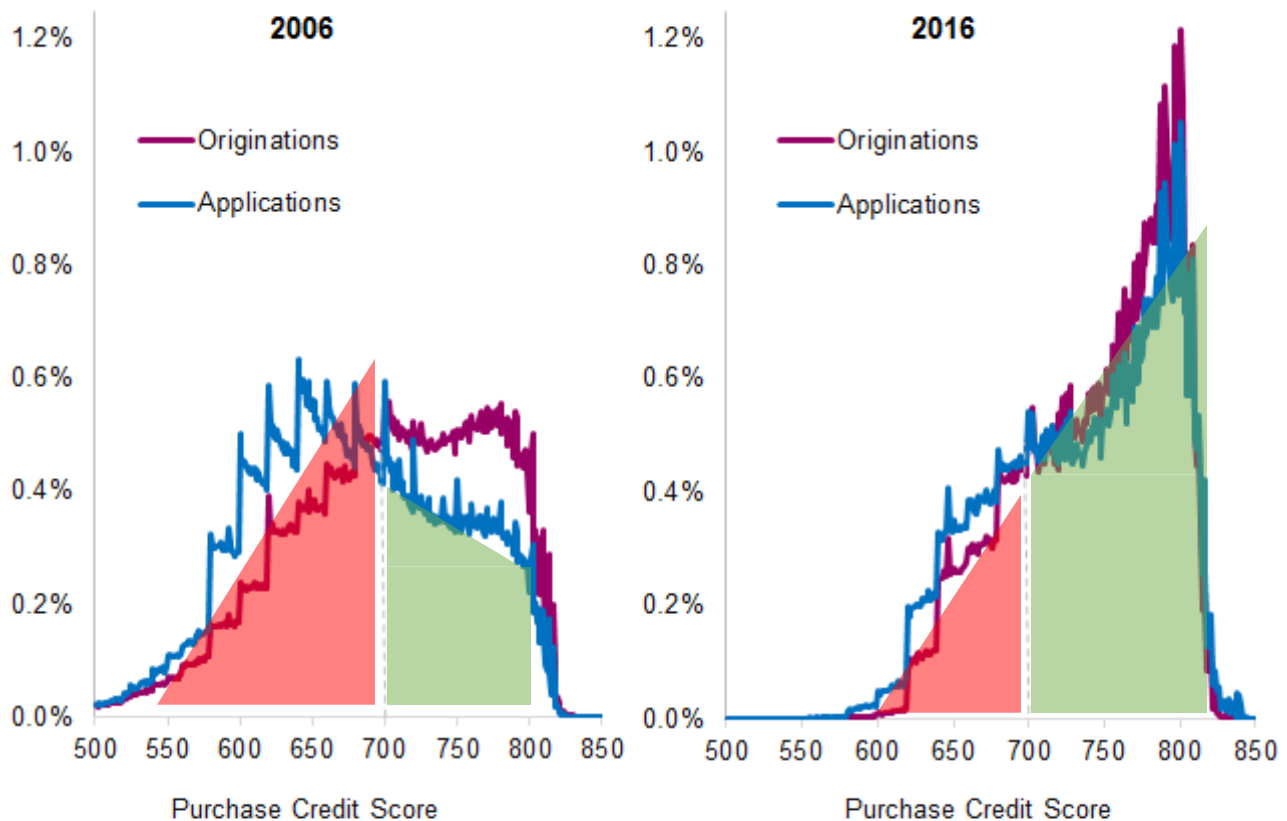 2006
1.2%
1.0%
0.8%
0.6%
0.4%
0.2%
0.0%
Originations
Applications
500 550 600 650 700 750 800 850
Purchase Credit Score
2016
1.2%
1.0%
0.8%
0.6%
0.4%
0.2%
0.0%
Originations
Applications
500 550 600 650 700 750 800 850
Purchase Credit Score